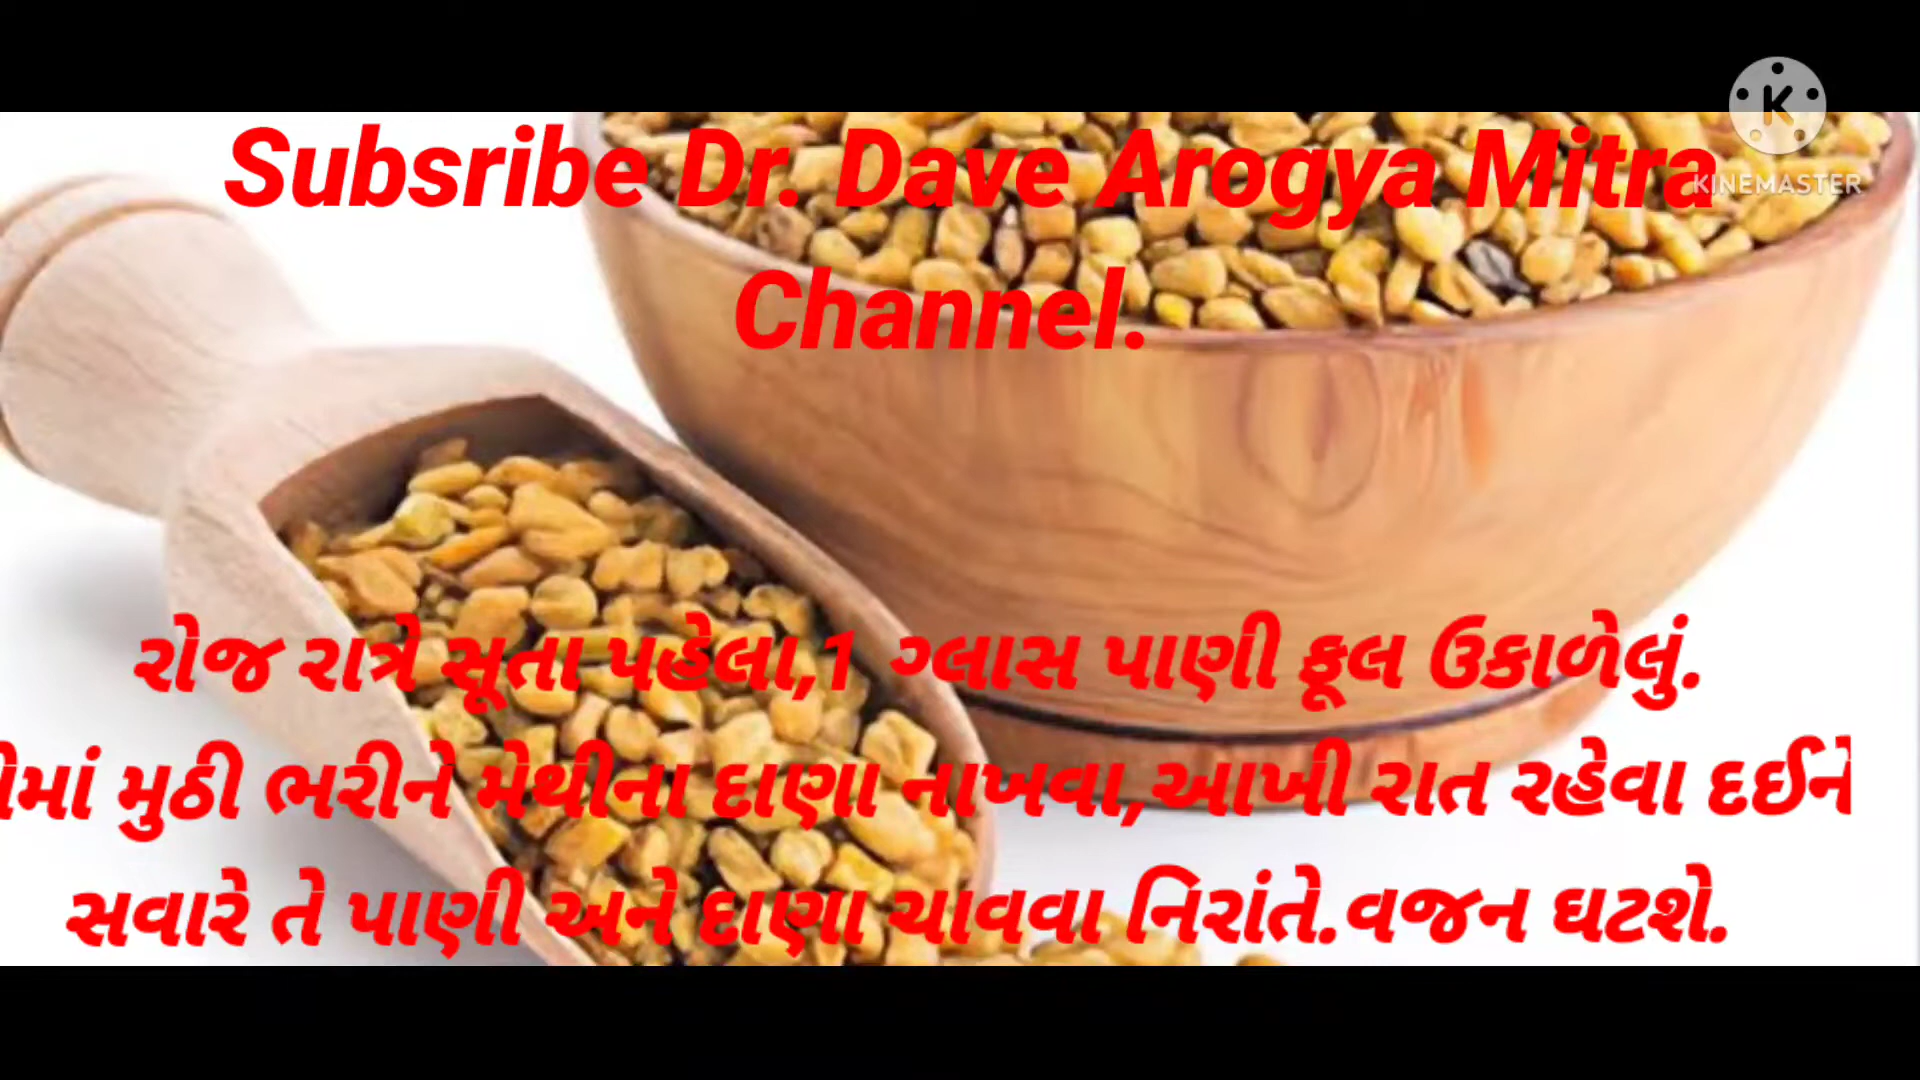 KINEMASTER
Subsribe Dr. Dave Arogya Mitra
Channel.
રોજ રાત્રે સૂતા પહેલા,1 ગ્લાસ પાણી ફૂલ ઉકાળેલું.
મુઠી ભરીને મેથીના દાણા નાખવા,આખી રાત રહેવા દઈને
સવારે તે પાણી અને દાણા ચાવવા નિરાંતે.વજન ઘટશે.